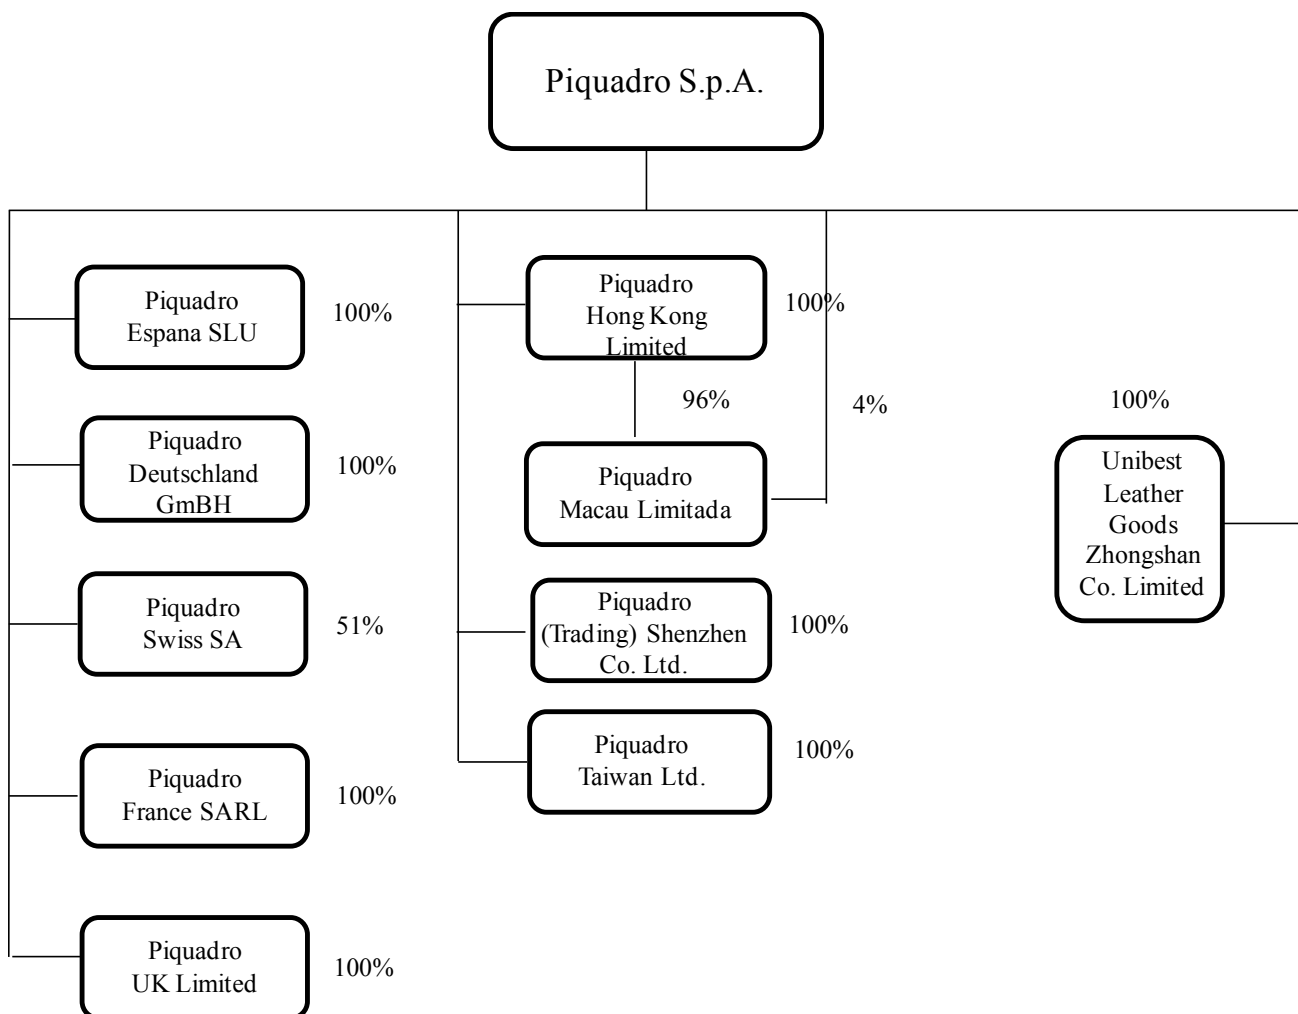 Piquadro S.p.A.
Piquadro
Espana SLU
100%
Piquadro
Deutschland
GmBH
100%
Piquadro
Swiss SA
51%
Piquadro
France SARL
100%
Piquadro
UK Limited
100%
Piquadro
Hong Kong
Limited
100%
96%
4%
Piquadro
Macau Limitada
Piquadro
(Trading) Shenzhen
Co. Ltd.
100%
Piquadro
Taiwan Ltd.
100%
100%
Unibest
Leather
Goods
Zhongshan
Co. Limited